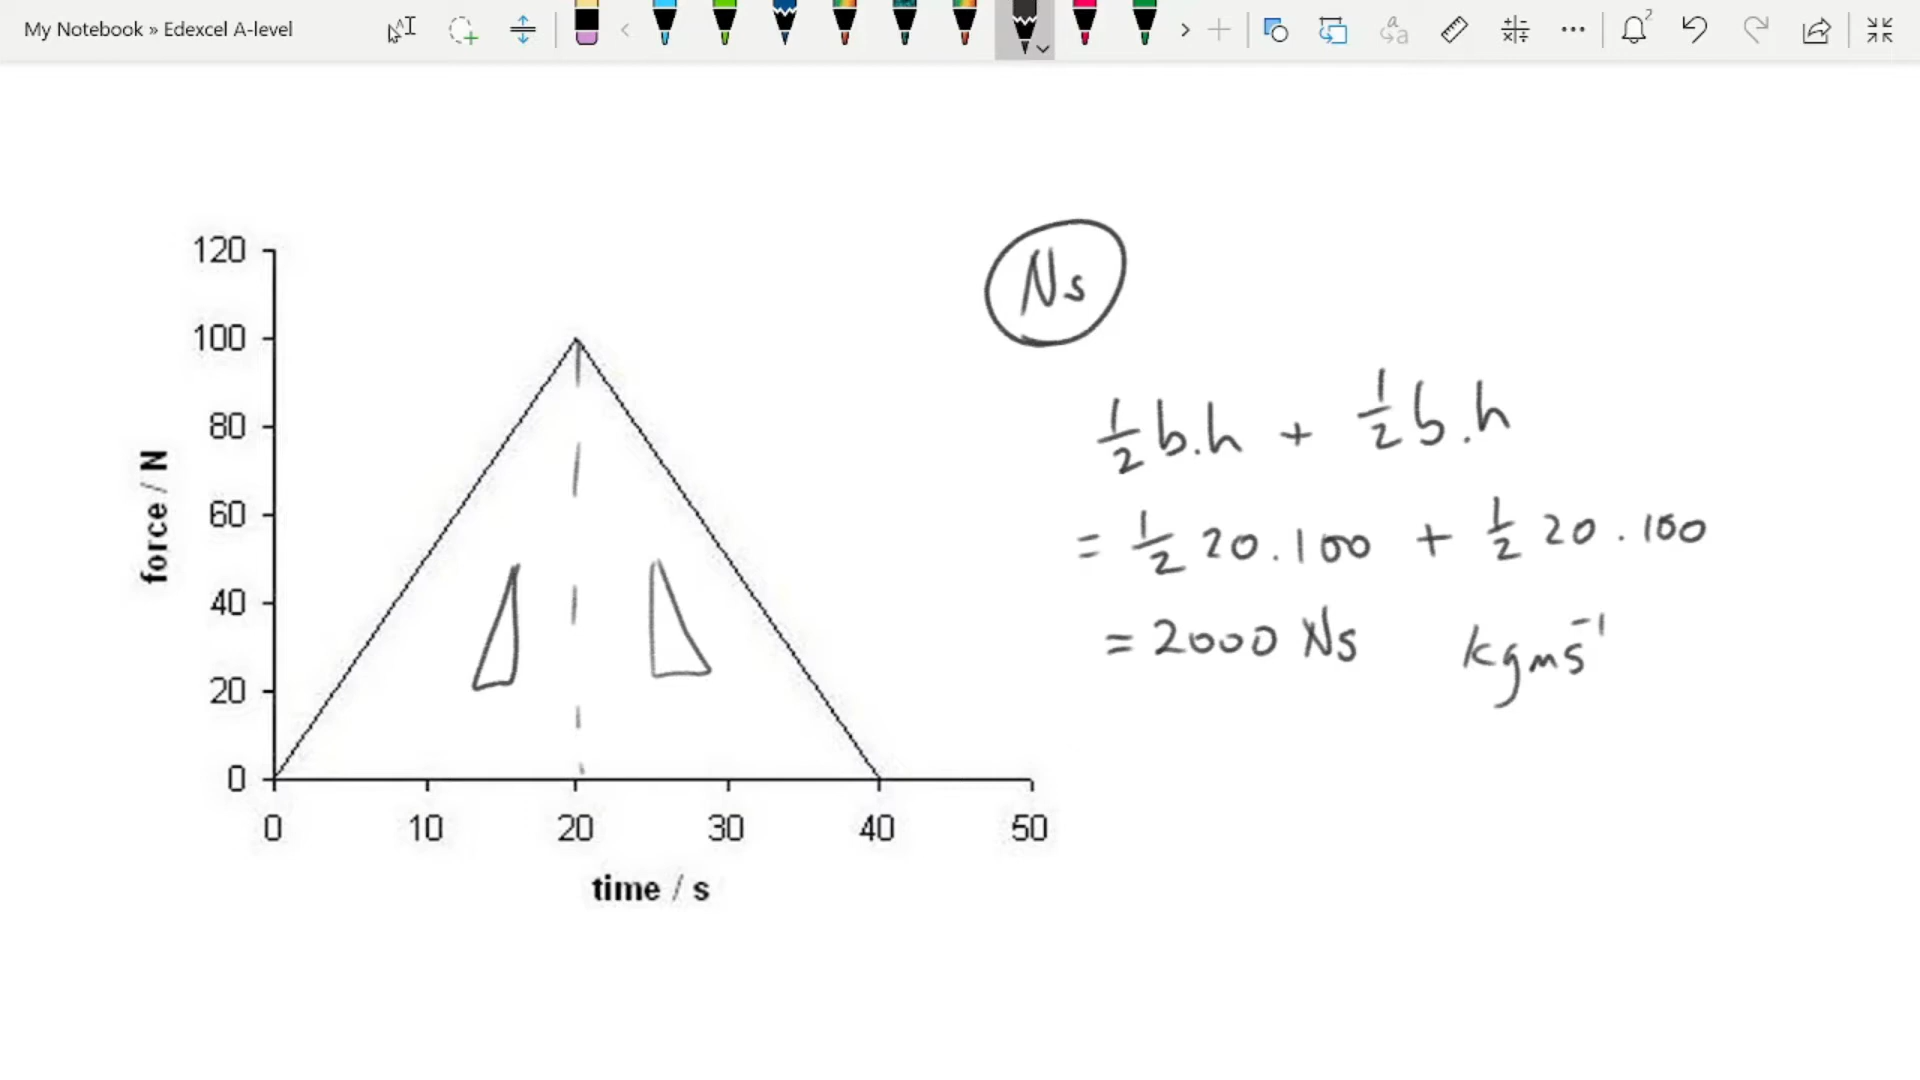 My Notebook » Edexcel A-level
2
120
100
80
60
40
20
0
force / N
0 10 20 30 40 50
time / s
Ns
½b.h + ½b.h
= ½ 20.100 + ½ 20.100
= 2000 Ns kgms⁻¹